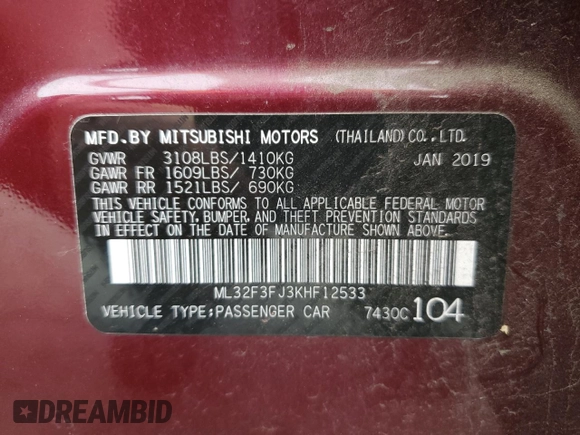 MFD.BY MITSUBISHI MOTORS (THAILAND)CO.,LTD.
GVWR 3108LBS/1410KG JAN 2019
GAWR FR 1609LBS/ 730KG
GAWR RR 1521LBS/ 690KG
THIS VEHICLE CONFORMS TO ALL APPLICABLE FEDERAL MOTOR
VEHICLE SAFETY, BUMPER, AND THEFT PREVENTION STANDARDS
IN EFFECT ON THE DATE OF MANUFACTURE SHOWN ABOVE.
ML32F3FJ3KHF12533
VEHICLE TYPE:PASSENGER CAR 7430C 104
DREAMBID